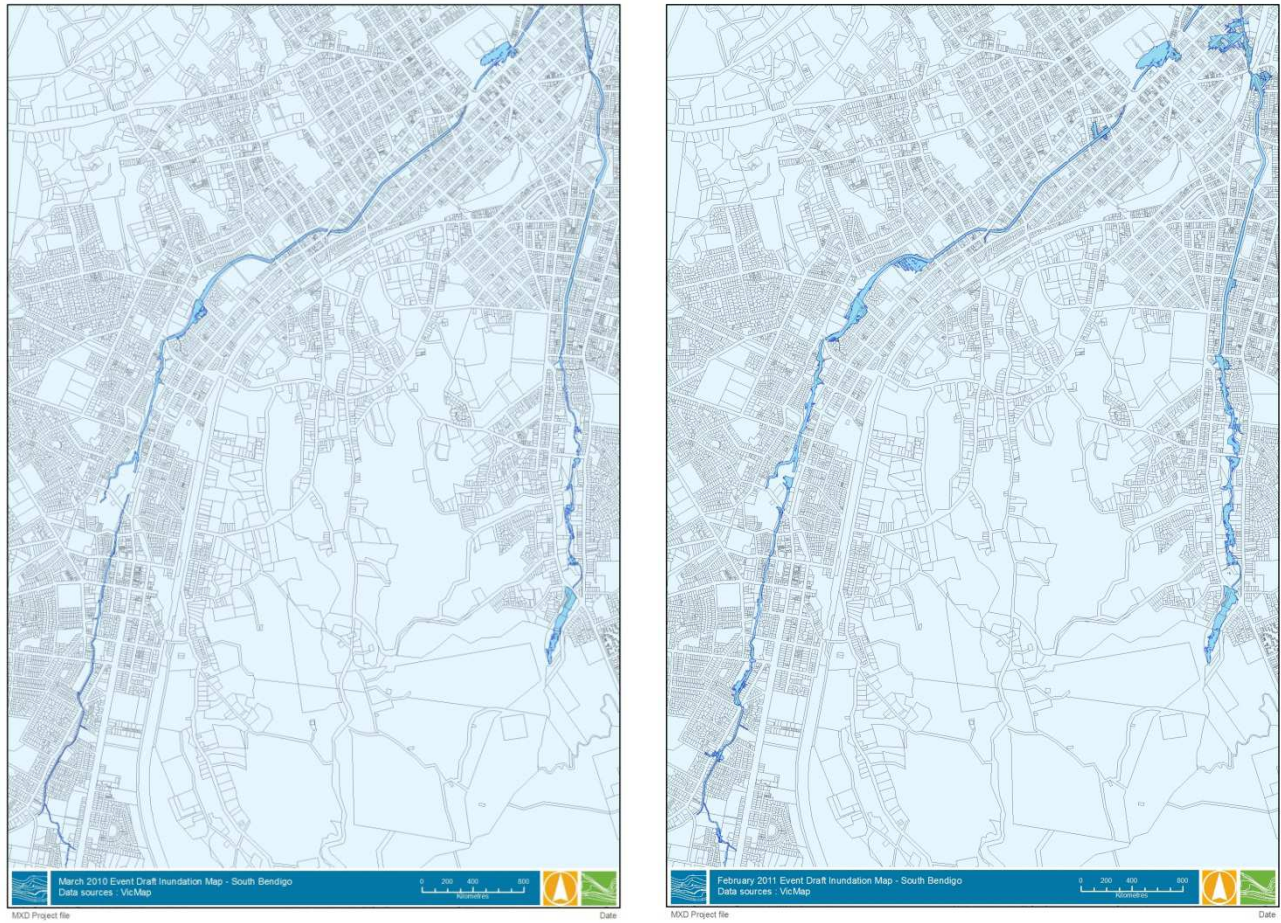 March 2010 Event Draft Inundation Map - South Bendigo
Data sources : VicMap
0 200 400 800
Kilometres
MXD Project file
Date
February 2011 Event Draft Inundation Map - South Bendigo
Data sources : VicMap
0 200 400 800
Kilometres
MXD Project file
Date